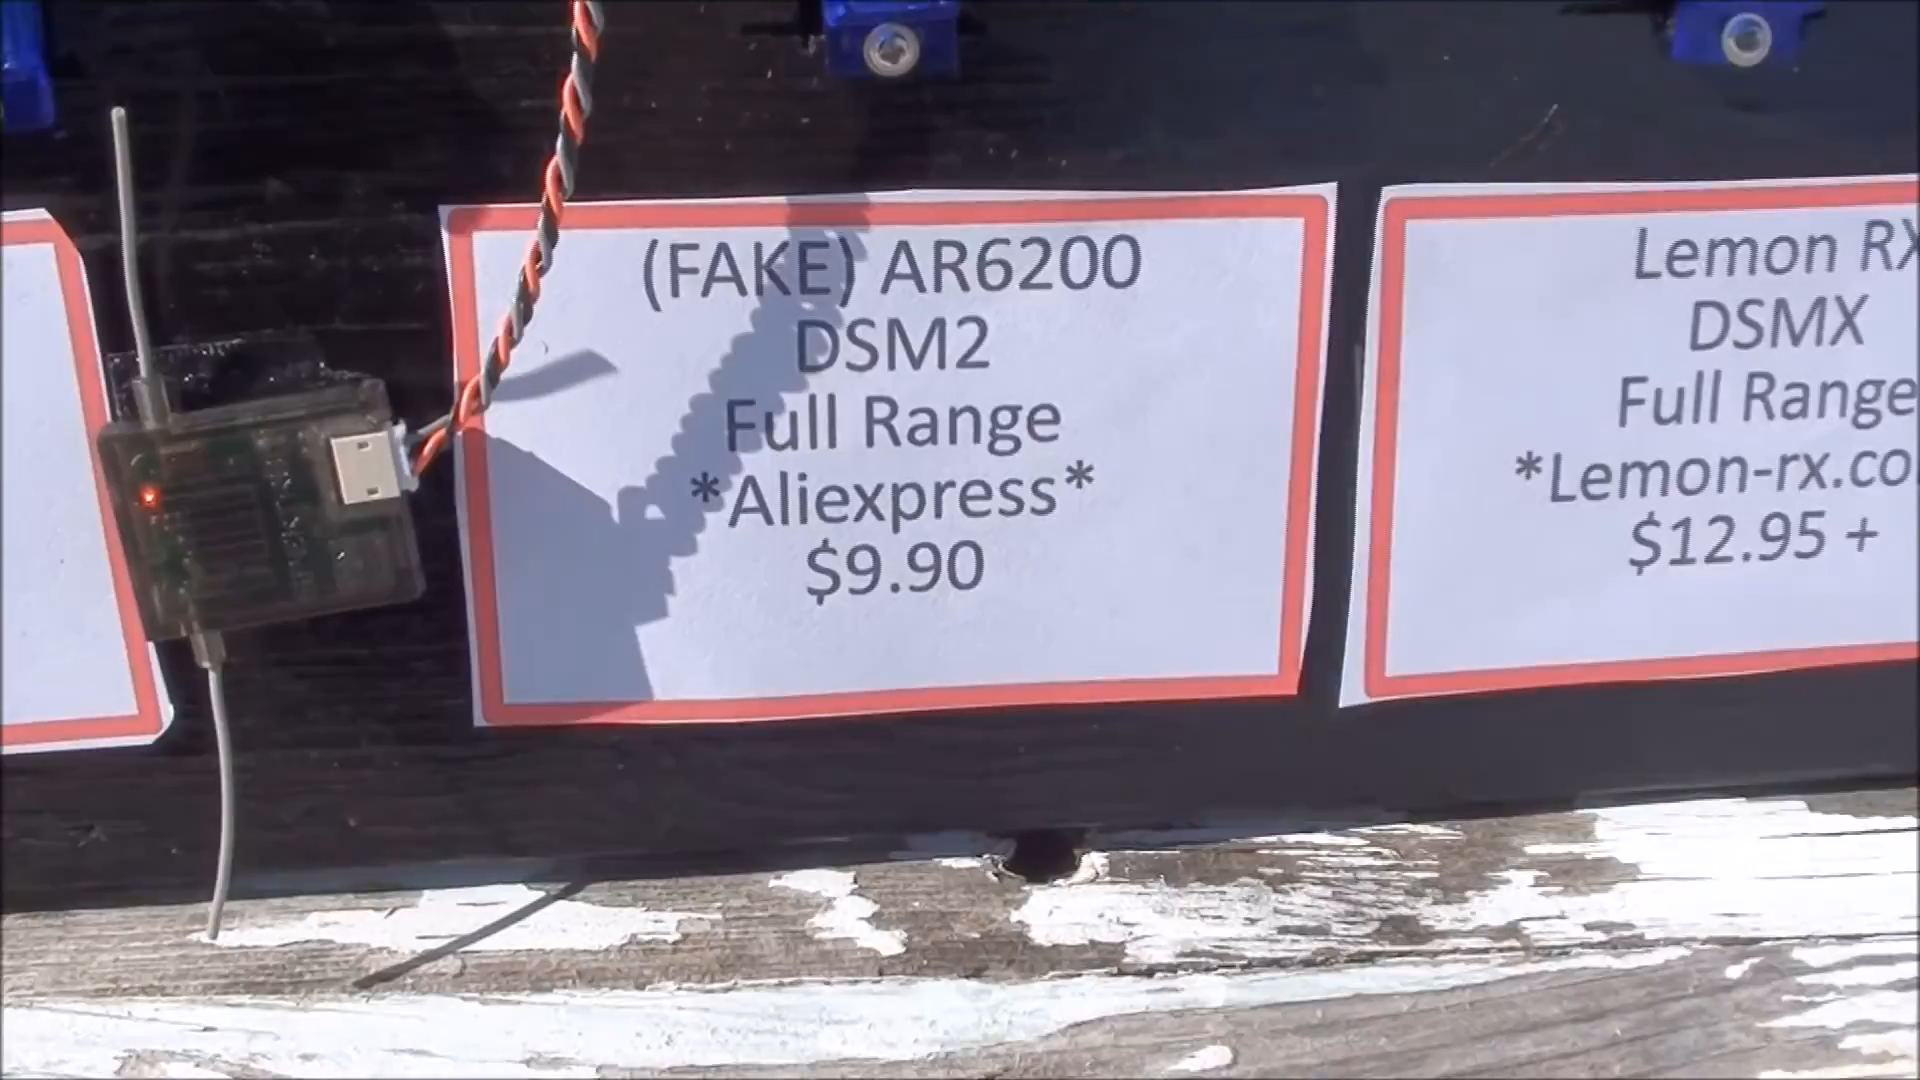 (FAKE) AR6200
DSM2
Full Range
*Aliexpress*
$9.90
Lemon RX
DSMX
Full Range
*Lemon-rx.co
$12.95 +